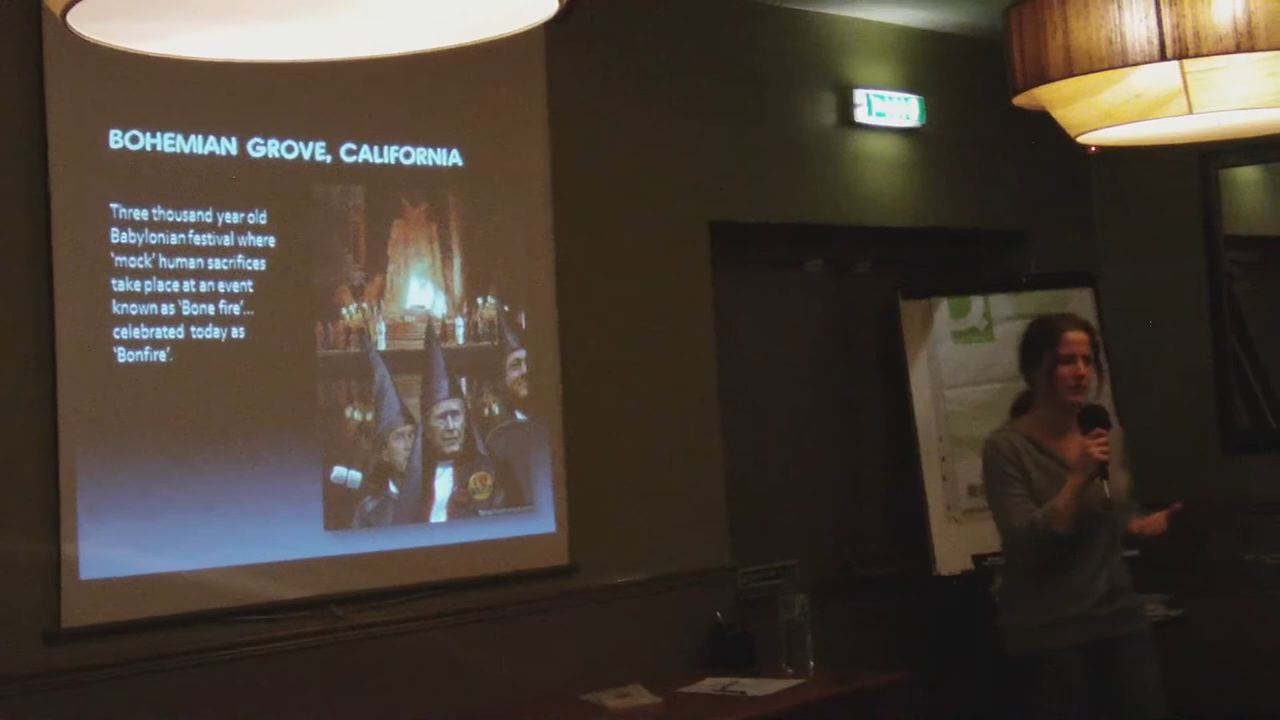 BOHEMIAN GROVE, CALIFORNIA
Three thousand year old
Babylonian festival where
‘mock’ human sacrifices
take place at an event
known as ‘Bone fire’...
celebrated today as
‘Bonfire’.